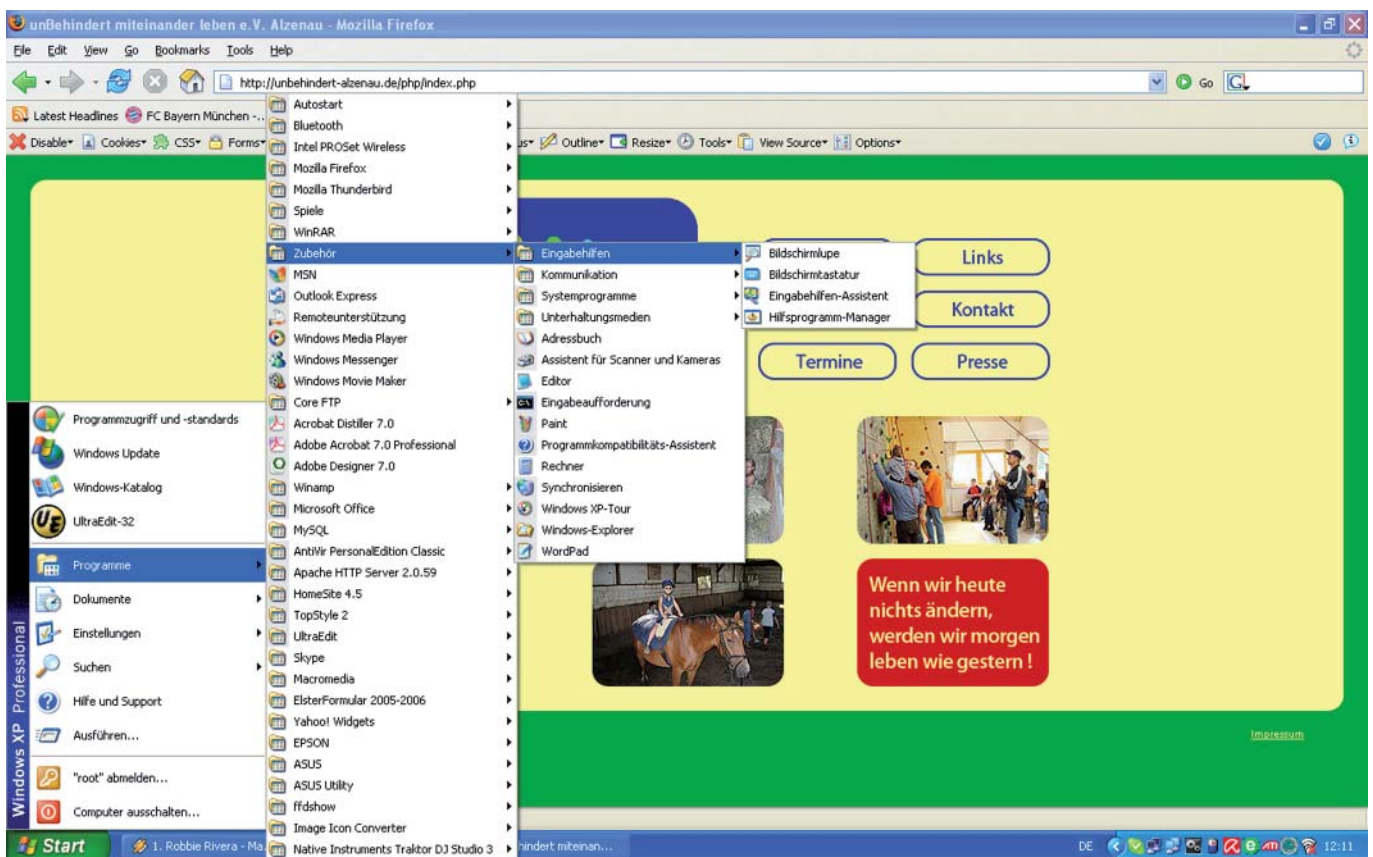 unBehindert miteinander leben e.V. Alzenau - Mozilla Firefox
File Edit View Go Bookmarks Tools Help
http://unbehindert-alzenau.de/php/index.php
Go
Latest Headlines FC Bayern München -...
Disable Cookies CSS Forms Outline Resize Tools View Source Options
Autostart
Bluetooth
Intel PROSet Wireless
Mozilla Firefox
Mozilla Thunderbird
Spiele
WinRAR
Zubehör
MSN
Outlook Express
Remoteunterstützung
Windows Media Player
Windows Messenger
Windows Movie Maker
Core FTP
Acrobat Distiller 7.0
Adobe Acrobat 7.0 Professional
Adobe Designer 7.0
Winamp
Microsoft Office
MySQL
AntiVir PersonalEdition Classic
Apache HTTP Server 2.0.59
HomeSite 4.5
TopStyle 2
UltraEdit
Skype
Macromedia
ElsterFormular 2005-2006
Yahoo! Widgets
EPSON
ASUS
ASUS Utility
ffdshow
Image Icon Converter
Native Instruments Traktor DJ Studio 3
Eingabehilfen
Kommunikation
Systemprogramme
Unterhaltungsmedien
Adressbuch
Assistent für Scanner und Kameras
Editor
Eingabeaufforderung
Paint
Programmkompatibilitäts-Assistent
Rechner
Synchronisieren
Windows XP-Tour
Windows-Explorer
WordPad
Bildschirmlupe
Bildschirmtastatur
Eingabehilfen-Assistent
Hilfsprogramm-Manager
Links
Kontakt
Termine
Presse
Wenn wir heute
nichts ändern,
werden wir morgen
leben wie gestern !
Impressum
Programmzugriff und -standards
Windows Update
Windows-Katalog
UltraEdit-32
Programme
Dokumente
Einstellungen
Suchen
Hilfe und Support
Ausführen...
"root" abmelden...
Computer ausschalten...
Windows XP Professional
Start
1. Robbie Rivera - Ma
hindert miteinan...
DE
12:11